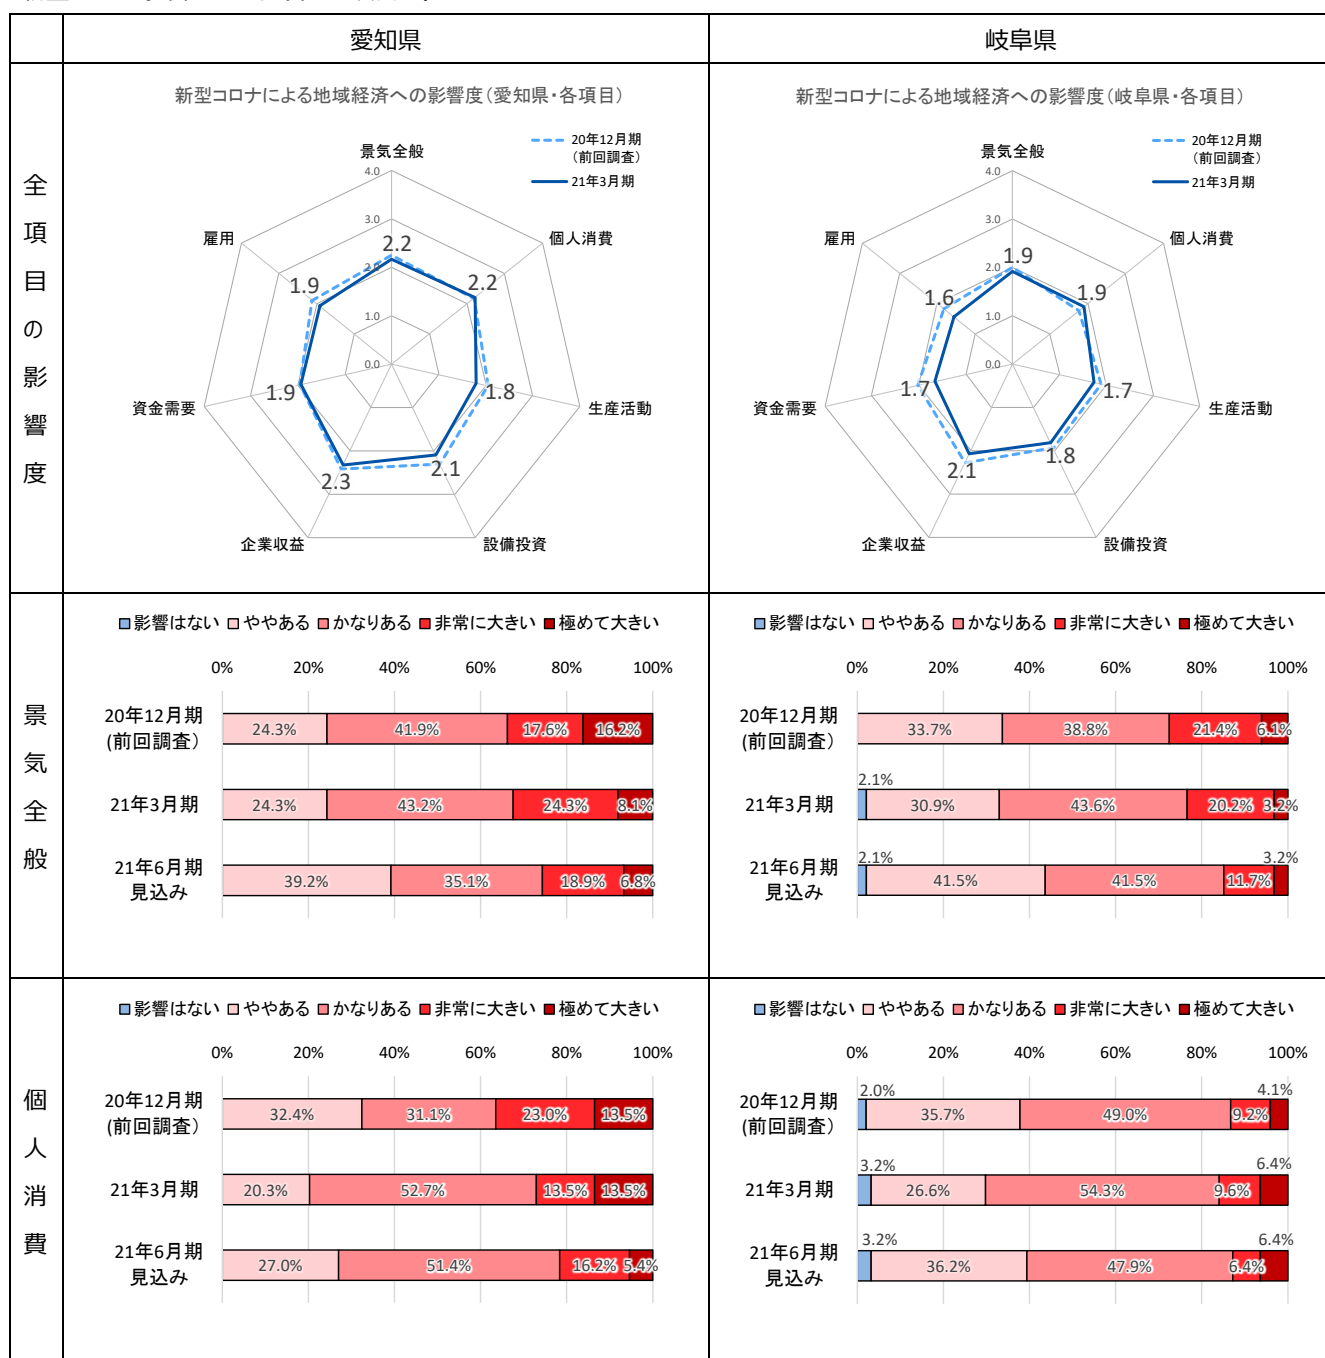 愛知県
岐阜県
全項目の影響度
新型コロナによる地域経済への影響度（愛知県・各項目）
20年12月期
（前回調査）
21年3月期
景気全般
個人消費
生産活動
設備投資
企業収益
資金需要
雇用
4.0
3.0
2.0
1.0
0.0
2.2
2.2
1.8
2.1
2.3
1.9
1.9
新型コロナによる地域経済への影響度（岐阜県・各項目）
20年12月期
（前回調査）
21年3月期
景気全般
個人消費
生産活動
設備投資
企業収益
資金需要
雇用
4.0
3.0
2.0
1.0
0.0
1.9
1.9
1.7
1.8
2.1
1.7
1.6
景気全般
影響はない ややある かなりある 非常に大きい 極めて大きい
0% 20% 40% 60% 80% 100%
20年12月期
(前回調査）
24.3% 41.9% 17.6% 16.2%
21年3月期
24.3% 43.2% 24.3% 8.1%
21年6月期
見込み
39.2% 35.1% 18.9% 6.8%
影響はない ややある かなりある 非常に大きい 極めて大きい
0% 20% 40% 60% 80% 100%
20年12月期
(前回調査）
33.7% 38.8% 21.4% 6.1%
21年3月期
2.1% 30.9% 43.6% 20.2% 3.2%
21年6月期
見込み
2.1% 41.5% 41.5% 11.7% 3.2%
個人消費
影響はない ややある かなりある 非常に大きい 極めて大きい
0% 20% 40% 60% 80% 100%
20年12月期
(前回調査）
32.4% 31.1% 23.0% 13.5%
21年3月期
20.3% 52.7% 13.5% 13.5%
21年6月期
見込み
27.0% 51.4% 16.2% 5.4%
影響はない ややある かなりある 非常に大きい 極めて大きい
0% 20% 40% 60% 80% 100%
20年12月期
(前回調査）
2.0% 35.7% 49.0% 9.2% 4.1%
21年3月期
3.2% 26.6% 54.3% 9.6% 6.4%
21年6月期
見込み
3.2% 36.2% 47.9% 6.4% 6.4%